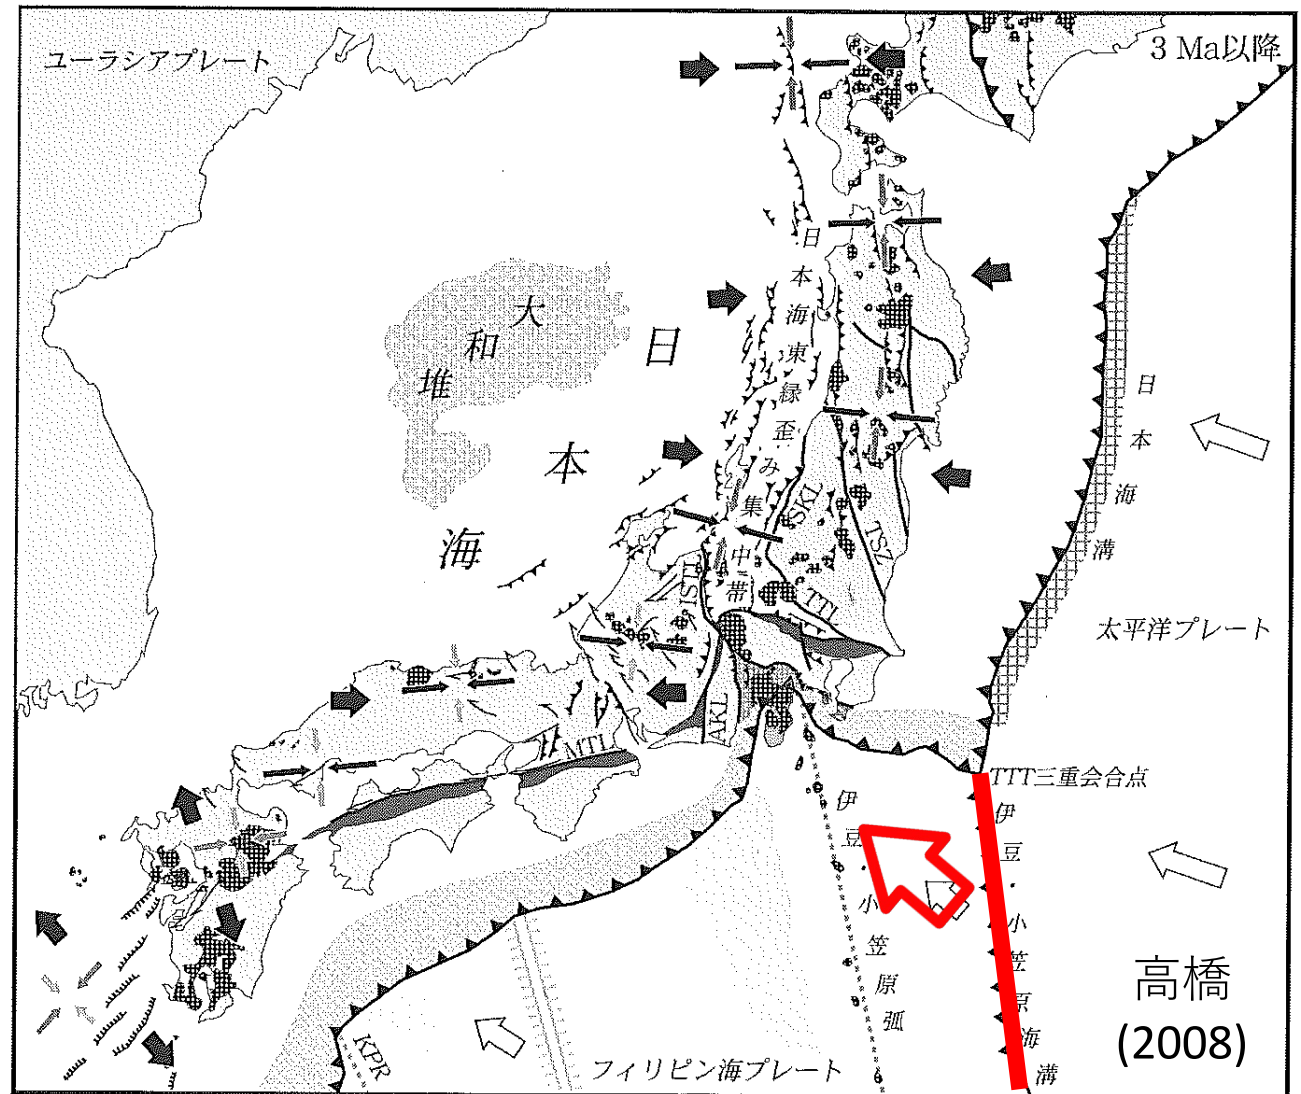 ユーラシアプレート
3 Ma以降
大和堆
日本海
日本海東縁歪み集中帯
日本海溝
太平洋プレート
SKL
TSZ
ISTL
TTL
AKL
MTL
TTT三重会合点
伊豆・小笠原弧
伊豆・小笠原海溝
高橋
(2008)
KPR
フィリピン海プレート